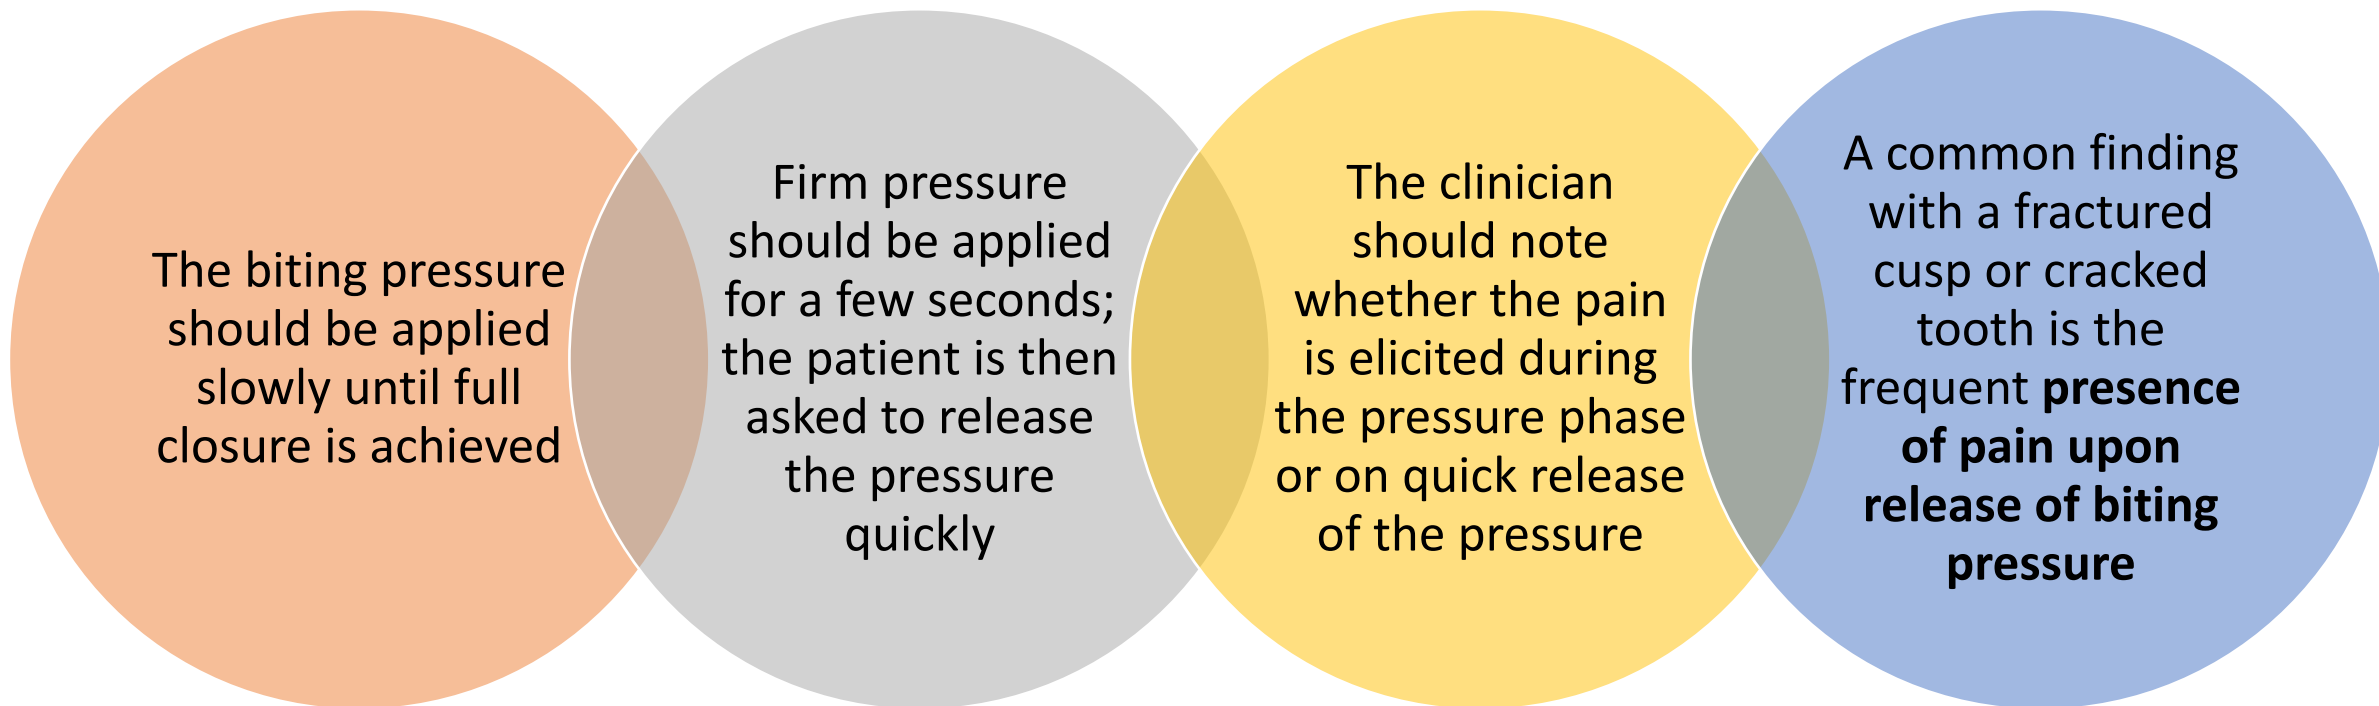 The biting pressure
should be applied
slowly until full
closure is achieved
Firm pressure
should be applied
for a few seconds;
the patient is then
asked to release
the pressure
quickly
The clinician
should note
whether the pain
is elicited during
the pressure phase
or on quick release
of the pressure
A common finding
with a fractured
cusp or cracked
tooth is the
frequent presence
of pain upon
release of biting
pressure